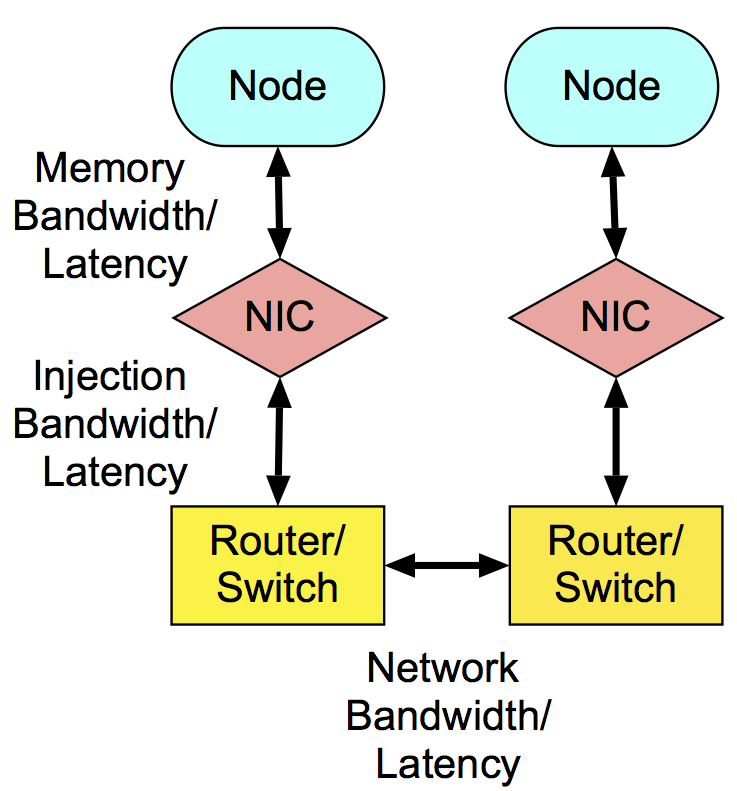 Node
Node
Memory
Bandwidth/
Latency
NIC
NIC
Injection
Bandwidth/
Latency
Router/
Switch
Router/
Switch
Network
Bandwidth/
Latency